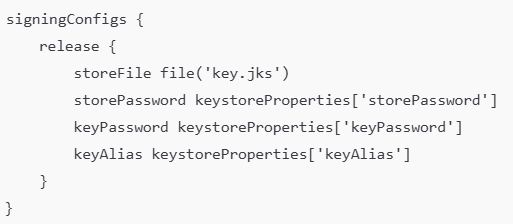 signingConfigs {
    release {
        storeFile file('key.jks')
        storePassword keystoreProperties['storePassword']
        keyPassword keystoreProperties['keyPassword']
        keyAlias keystoreProperties['keyAlias']
    }
}